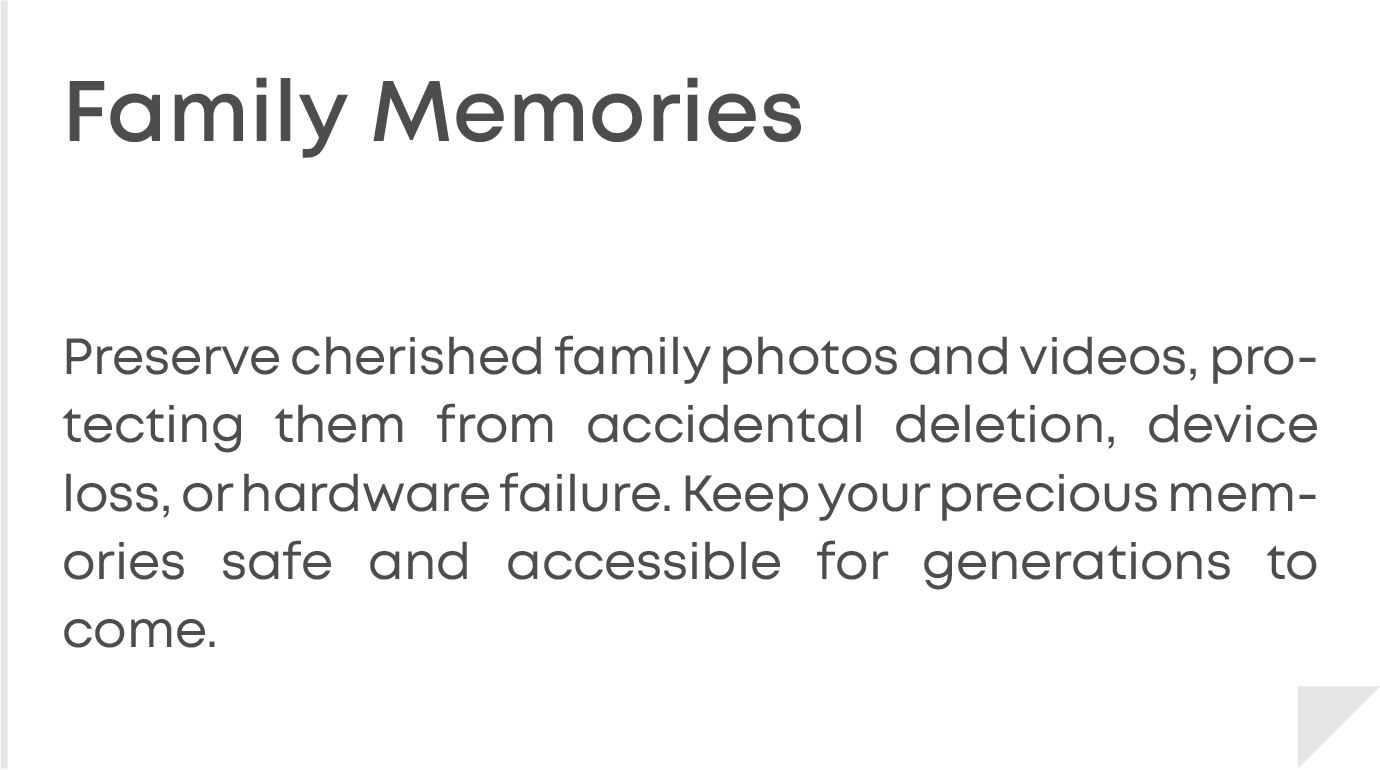 Family Memories
Preserve cherished family photos and videos, pro-
tecting them from accidental deletion, device
loss, or hardware failure. Keep your precious mem-
ories safe and accessible for generations to
come.